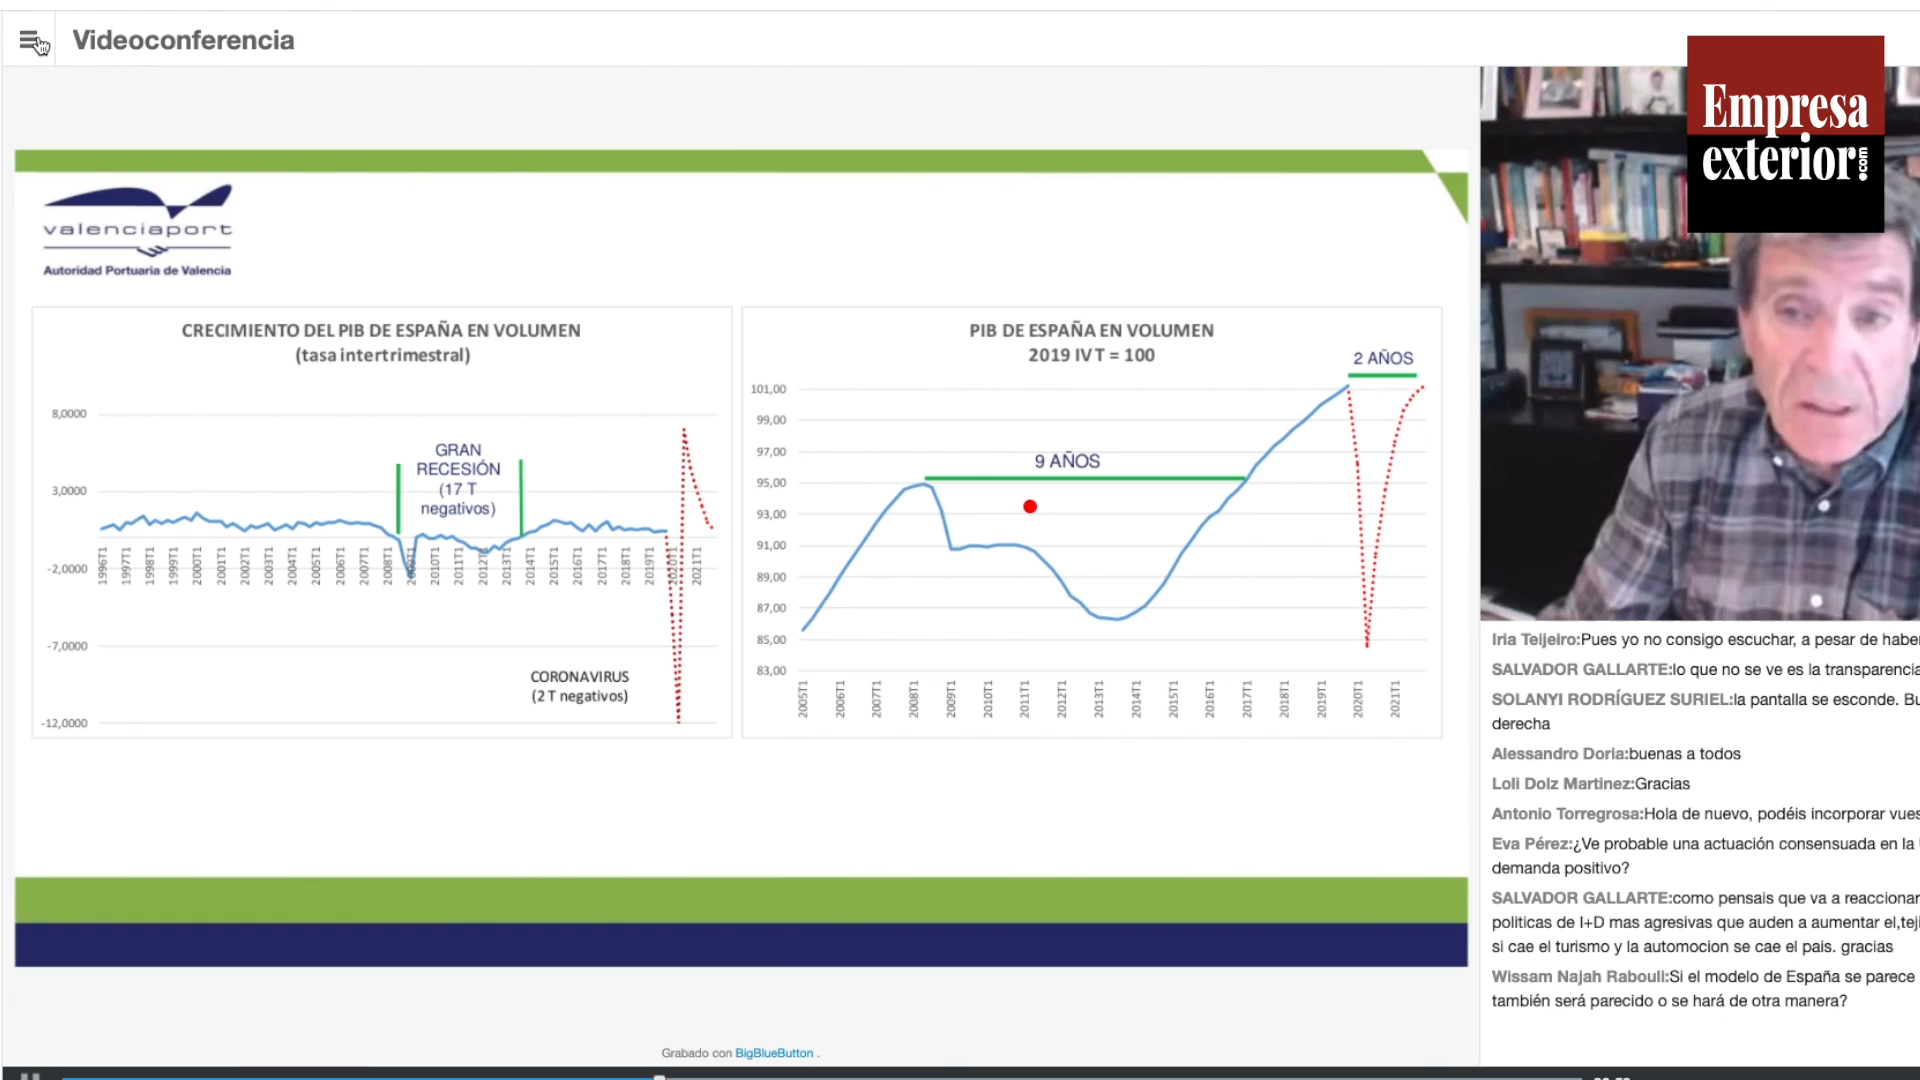 Videoconferencia
Empresa
exterior.com
valenciaport
Autoridad Portuaria de Valencia
CRECIMIENTO DEL PIB DE ESPAÑA EN VOLUMEN
(tasa intertrimestral)
8,0000
3,0000
-2,0000
-7,0000
-12,0000
GRAN
RECESIÓN
(17 T
negativos)
1996T1
1997T1
1998T1
1999T1
2000T1
2001T1
2002T1
2003T1
2004T1
2005T1
2006T1
2007T1
2008T1
2010T1
2011T1
2012T1
2013T1
2014T1
2015T1
2016T1
2017T1
2018T1
2019T1
2020T1
2021T1
CORONAVIRUS
(2 T negativos)
PIB DE ESPAÑA EN VOLUMEN
2019 IV T = 100
2 AÑOS
9 AÑOS
101,00
99,00
97,00
95,00
93,00
91,00
89,00
87,00
85,00
83,00
2005T1
2006T1
2007T1
2008T1
2009T1
2010T1
2011T1
2012T1
2013T1
2014T1
2015T1
2016T1
2017T1
2018T1
2019T1
2020T1
2021T1
Iria Teijeiro:Pues yo no consigo escuchar, a pesar de
SALVADOR GALLARTE:lo que no se ve es la transparencia
SOLANYI RODRÍGUEZ SURIEL:la pantalla se esconde.
derecha
Alessandro Doria:buenas a todos
Loli Dolz Martinez:Gracias
Antonio Torregrosa:Hola de nuevo, podéis incorporar
Eva Pérez:¿Ve probable una actuación consensuada en la
demanda positivo?
SALVADOR GALLARTE:como pensais que va a reaccionar
politicas de I+D mas agresivas que auden a aumentar
si cae el turismo y la automocion se cae el pais. gracias
Wissam Najah Rabouli:Si el modelo de España se parece
también será parecido o se hará de otra manera?
Grabado con BigBlueButton .